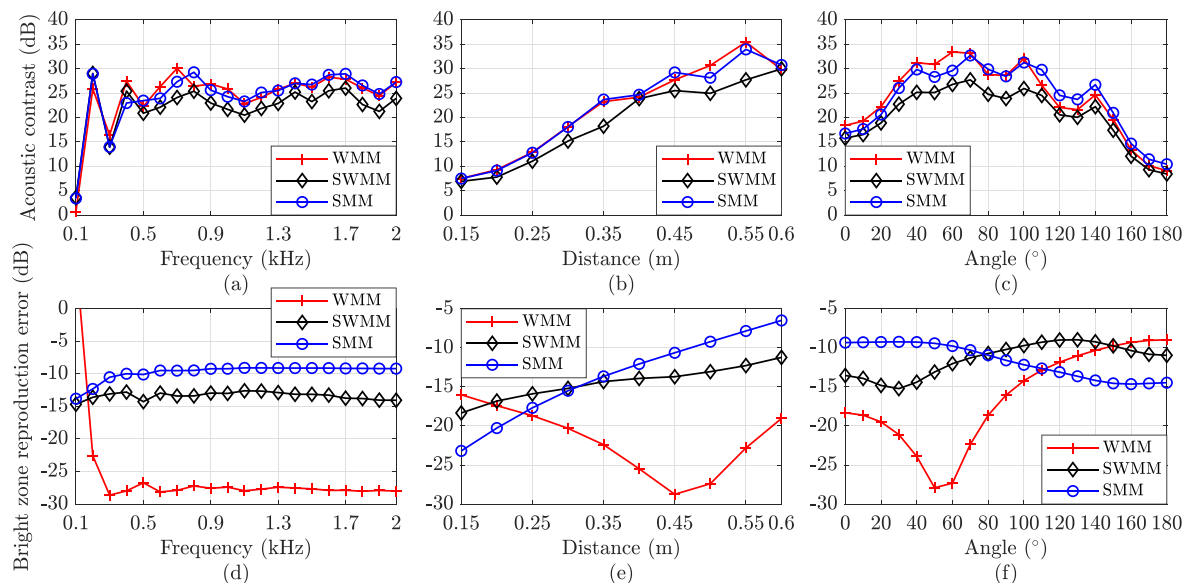 Acoustic contrast (dB)
40
35
30
25
20
15
10
5
0
WMM
SWMM
SMM
0.1 0.5 0.9 1.3 1.7 2
Frequency (kHz)
(a)
40
35
30
25
20
15
10
5
0
WMM
SWMM
SMM
0.15 0.25 0.35 0.45 0.55 0.6
Distance (m)
(b)
40
35
30
25
20
15
10
5
0
WMM
SWMM
SMM
0 20 40 60 80 100 120 140 160 180
Angle (°)
(c)
Bright zone reproduction error (dB)
0
-5
-10
-15
-20
-25
-30
WMM
SWMM
SMM
0.1 0.5 0.9 1.3 1.7 2
Frequency (kHz)
(d)
-5
-10
-15
-20
-25
-30
WMM
SWMM
SMM
0.15 0.25 0.35 0.45 0.55 0.6
Distance (m)
(e)
-5
-10
-15
-20
-25
-30
WMM
SWMM
SMM
0 20 40 60 80 100 120 140 160 180
Angle (°)
(f)